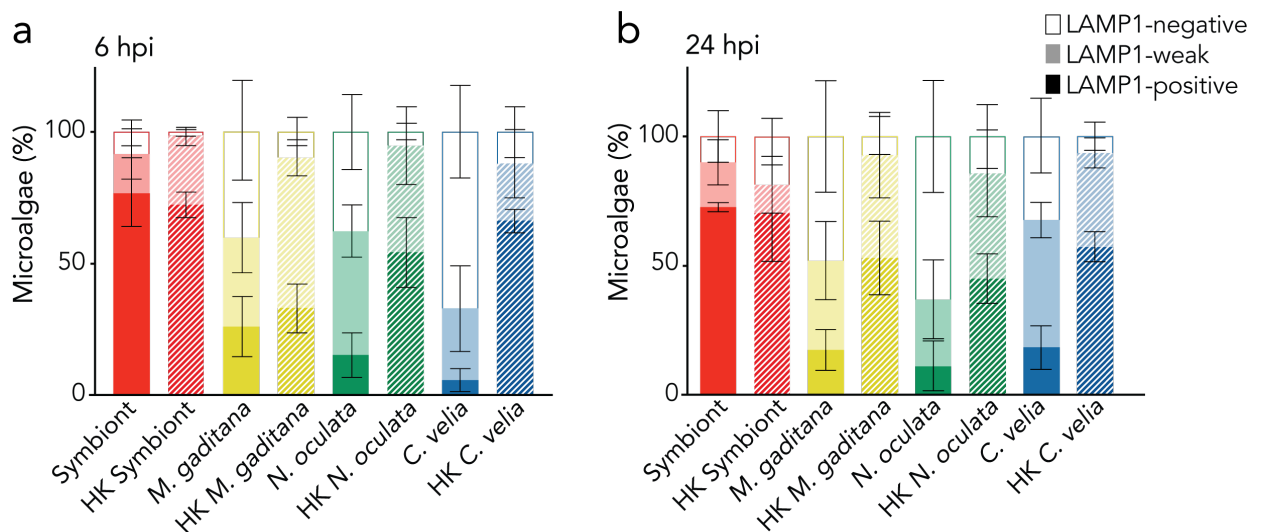 a
6 hpi
Microalgae (%)
100
50
0
Symbiont
HK Symbiont
M. gaditana
HK M. gaditana
N. oculata
HK N. oculata
C. velia
HK C. velia
b
24 hpi
LAMP1-negative
LAMP1-weak
LAMP1-positive
Microalgae (%)
100
50
0
Symbiont
HK Symbiont
M. gaditana
HK M. gaditana
N. oculata
HK N. oculata
C. velia
HK C. velia